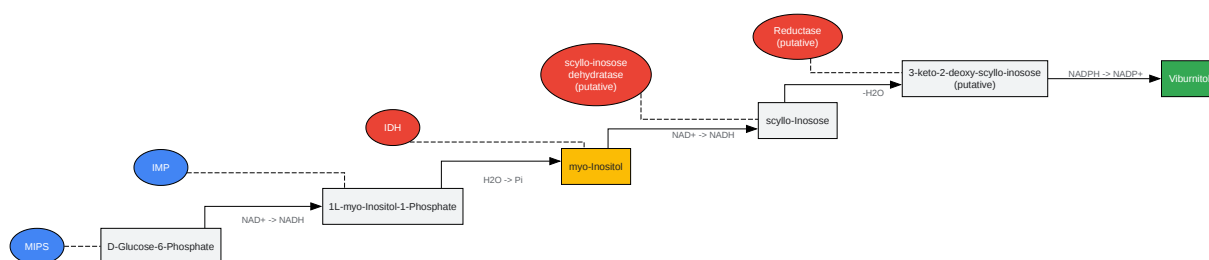 Reductase
(putative)
scyllo-inosose
dehydratase
(putative)
3-keto-2-deoxy-scyllo-inosose
(putative)
NADPH -> NADP+
Viburnitol
-H2O
scyllo-Inosose
IDH
NAD+ -> NADH
myo-Inositol
IMP
H2O -> Pi
1L-myo-Inositol-1-Phosphate
NAD+ -> NADH
MIPS
D-Glucose-6-Phosphate